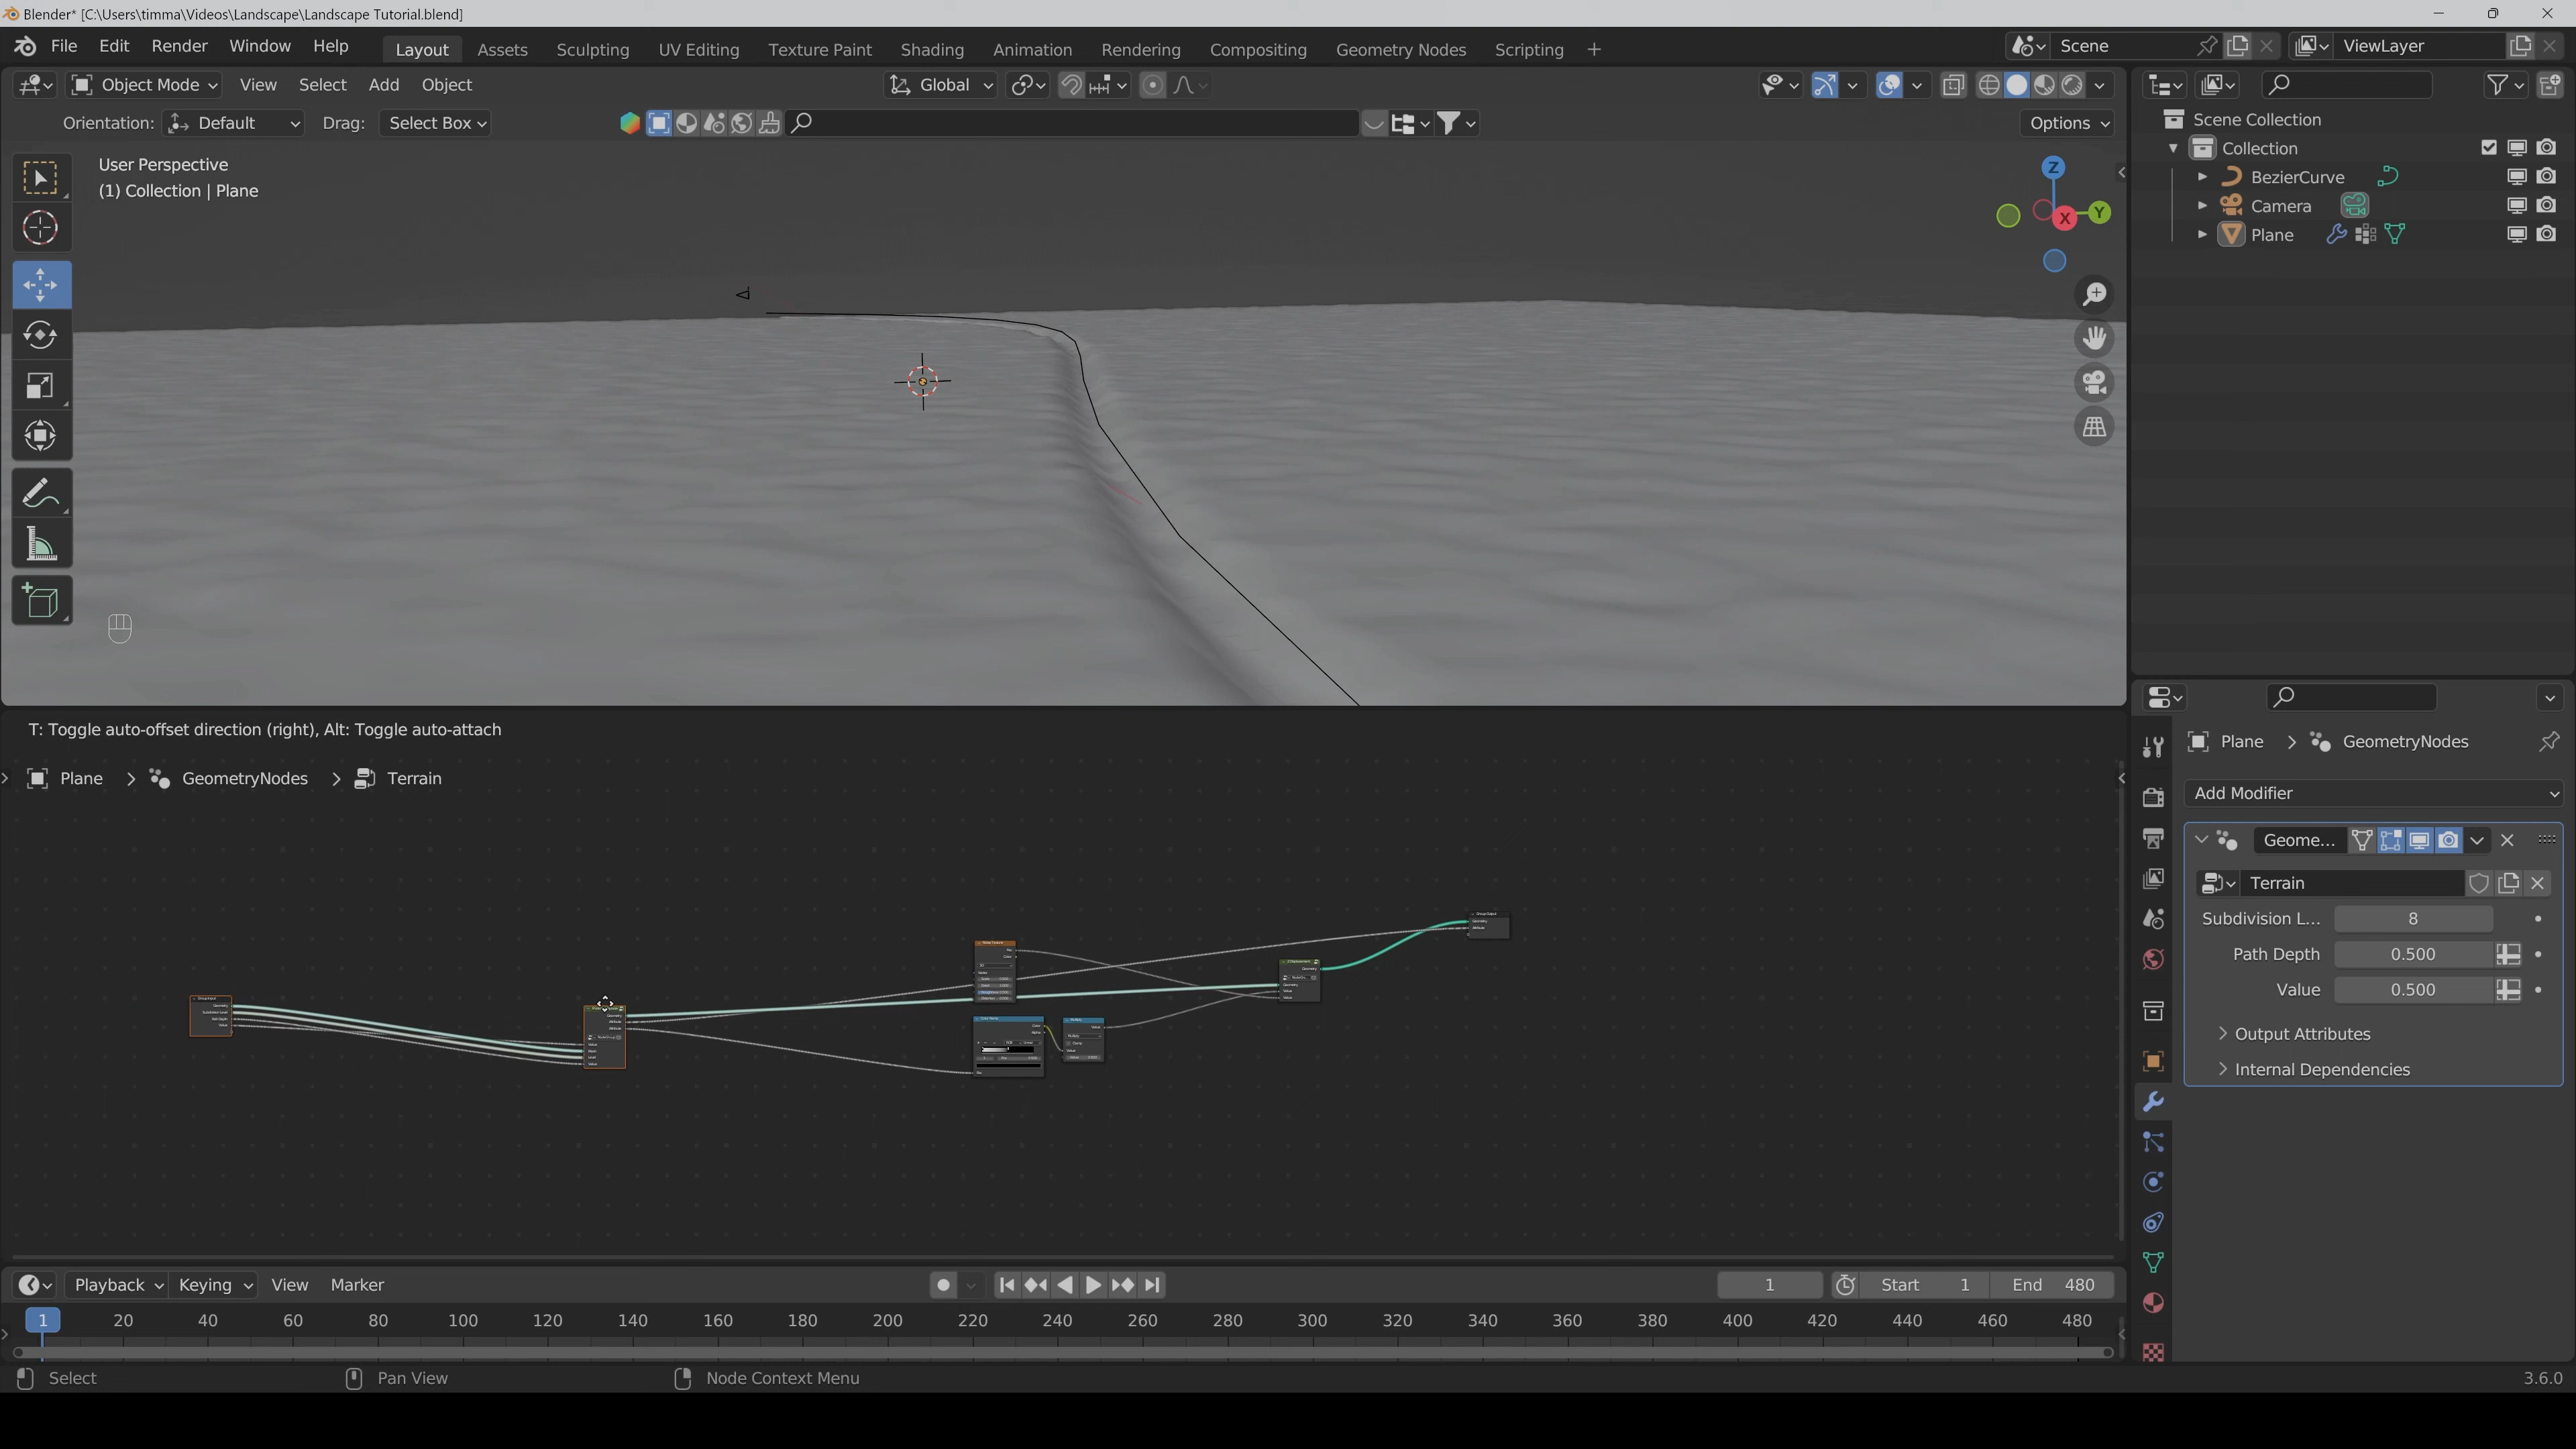 Blender* [C:\Users\timma\Videos\Landscape\Landscape Tutorial.blend]
File Edit Render Window Help Layout Assets Sculpting UV Editing Texture Paint Shading Animation Rendering Compositing Geometry Nodes Scripting + Scene ViewLayer
Object Mode View Select Add Object Global
Orientation: Default Drag: Select Box Options
User Perspective
(1) Collection | Plane
Z
X
Y
Scene Collection
Collection
BezierCurve
Camera
Plane
T: Toggle auto-offset direction (right), Alt: Toggle auto-attach
Plane > GeometryNodes > Terrain
Plane > GeometryNodes
Add Modifier
Geome...
Terrain
Subdivision L... 8
Path Depth 0.500
Value 0.500
Output Attributes
Internal Dependencies
Playback Keying View Marker 1 Start 1 End 480
1 20 40 60 80 100 120 140 160 180 200 220 240 260 280 300 320 340 360 380 400 420 440 460 480
Select Pan View Node Context Menu 3.6.0